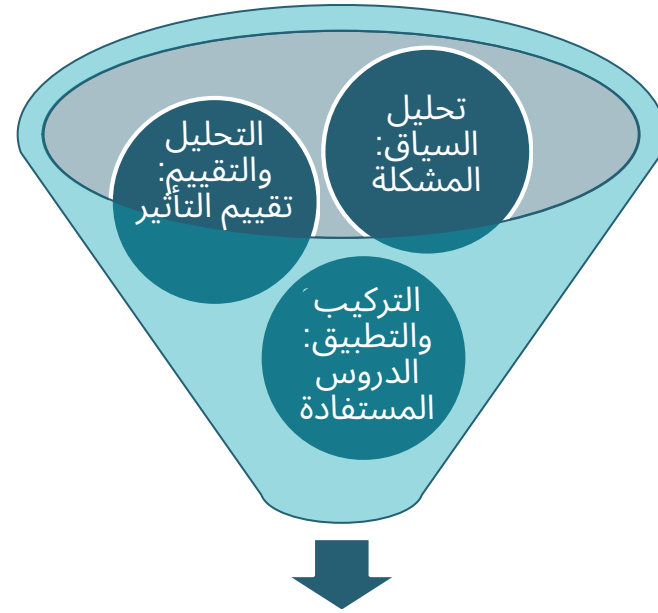 تحليل
السياق:
المشكلة
التحليل
والتقييم:
تقييم التأثير
التركيب
والتطبيق:
الدروس
المستفادة